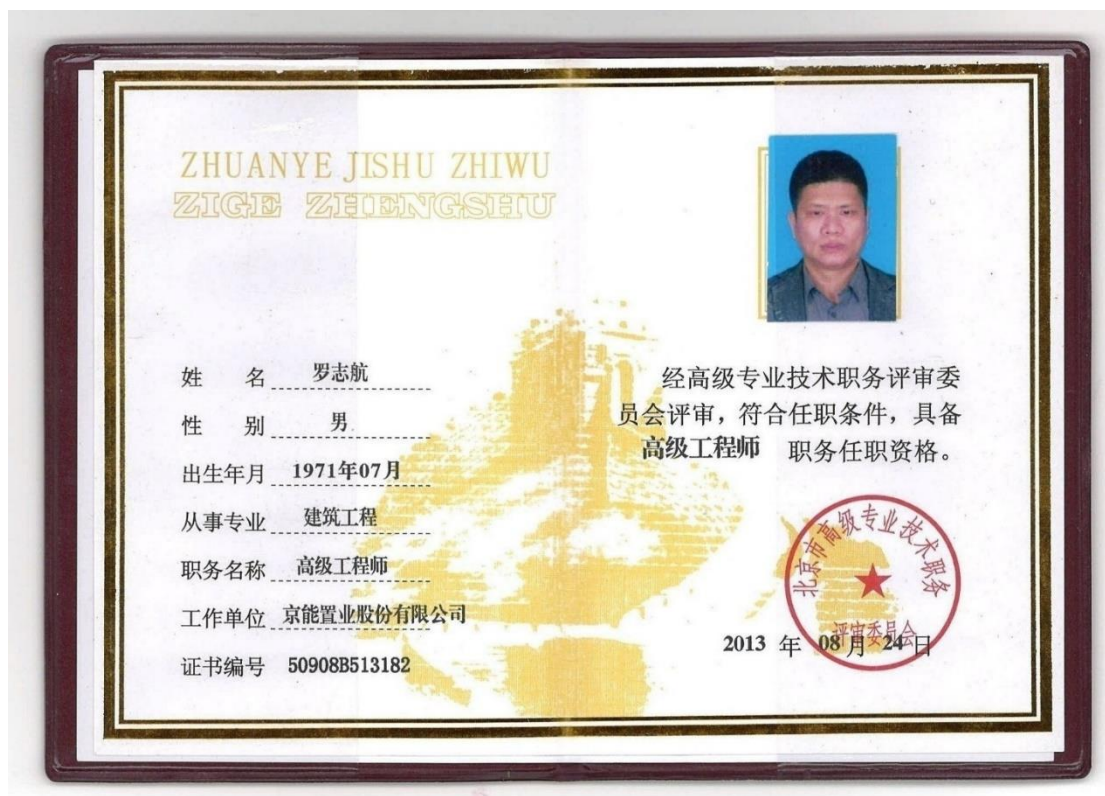 ZHUANYE JISHU ZHIWU
ZIGE ZHENGSHU
姓 名 罗志航
性 别 男
出生年月 1971年07月
从事专业 建筑工程
职务名称 高级工程师
工作单位 京能置业股份有限公司
证书编号 50908B513182
经高级专业技术职务评审委
员会评审，符合任职条件，具备
高级工程师 职务任职资格。
北京市高级专业技术职务
评审委员会
2013 年 08 月 24 日